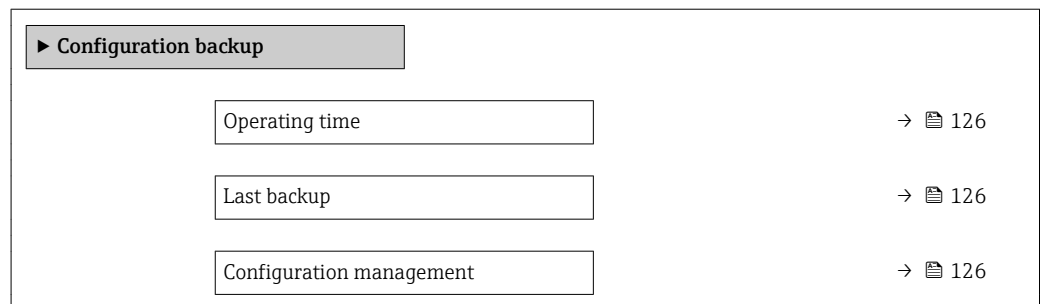 ► Configuration backup
Operating time → 🖹 126
Last backup → 🖹 126
Configuration management → 🖹 126